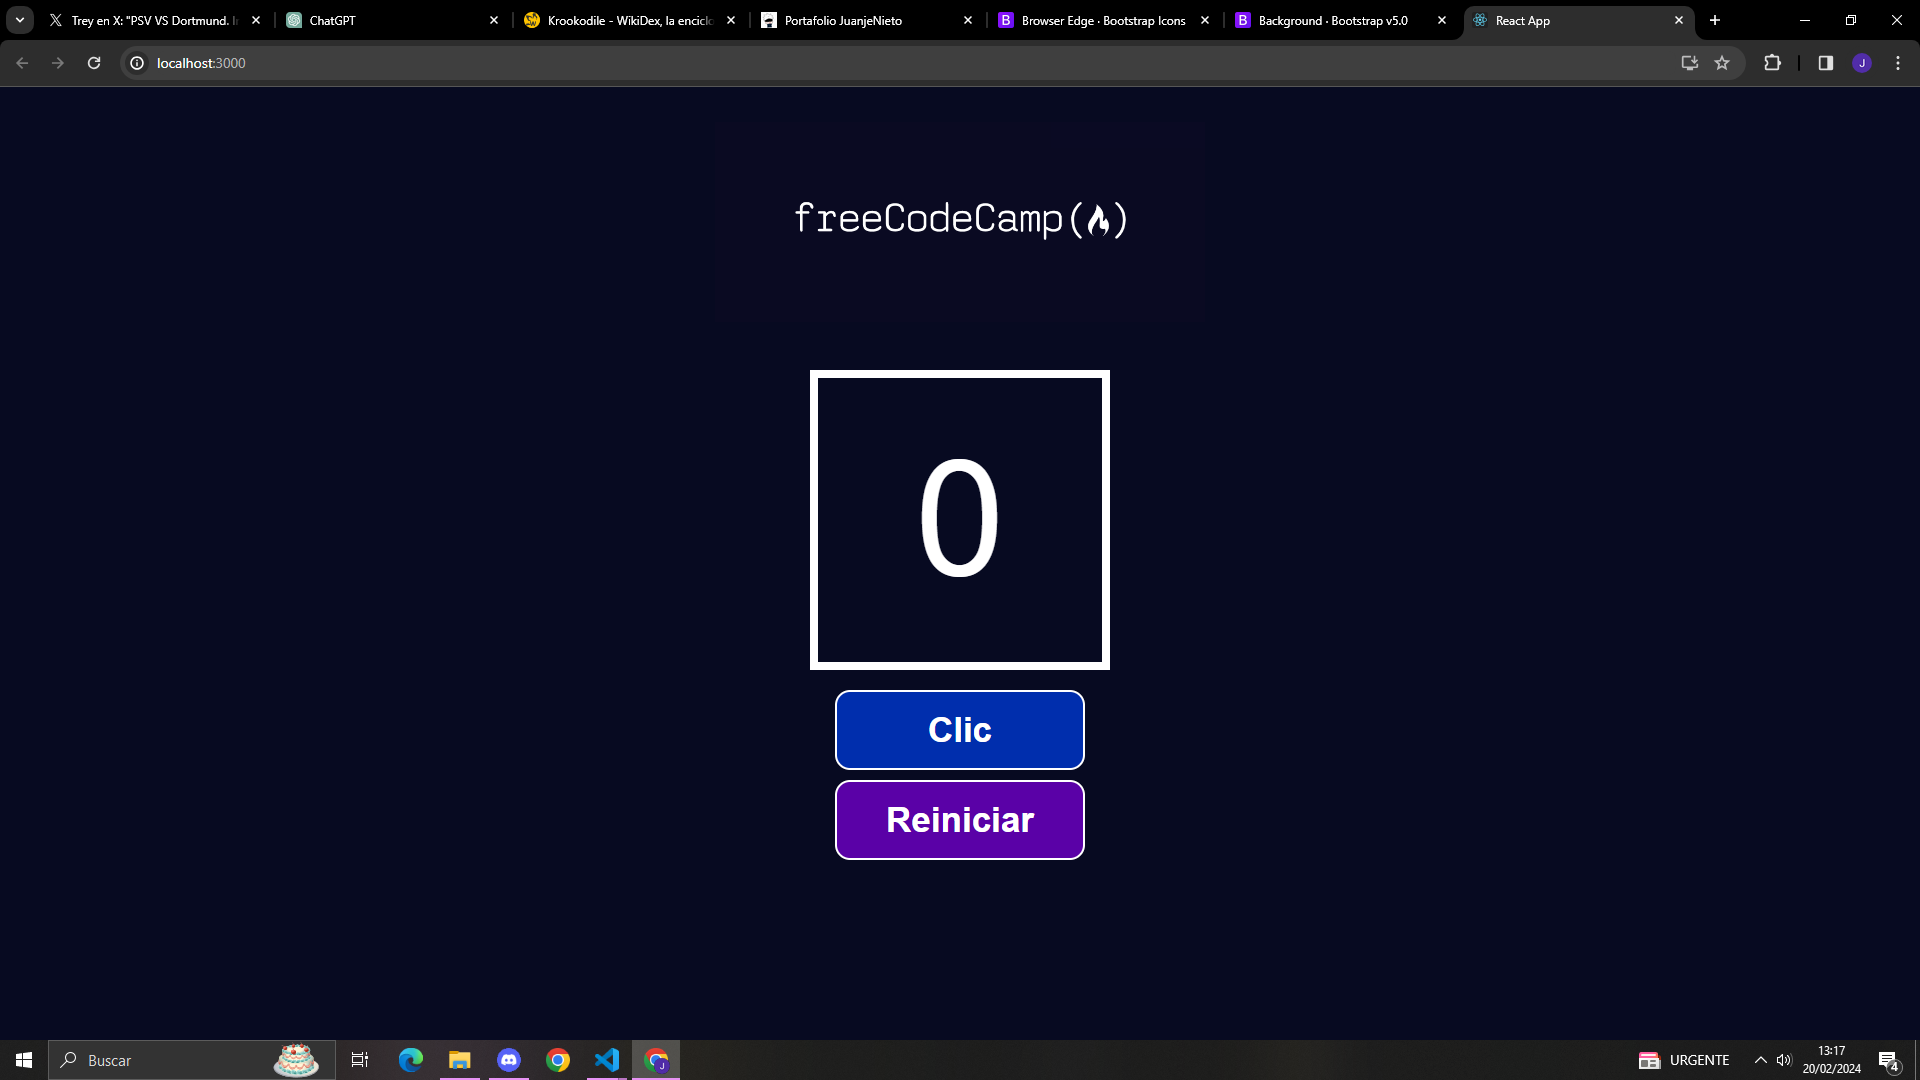 Trey en X: "PSV VS Dortmund. I
ChatGPT
Krookodile - WikiDex, la enciclo
Portafolio JuanjeNieto
Browser Edge · Bootstrap Icons
Background · Bootstrap v5.0
React App
localhost:3000
J
freeCodeCamp(🔥)
0
Clic
Reiniciar
Buscar
URGENTE
13:17
20/02/2024
4